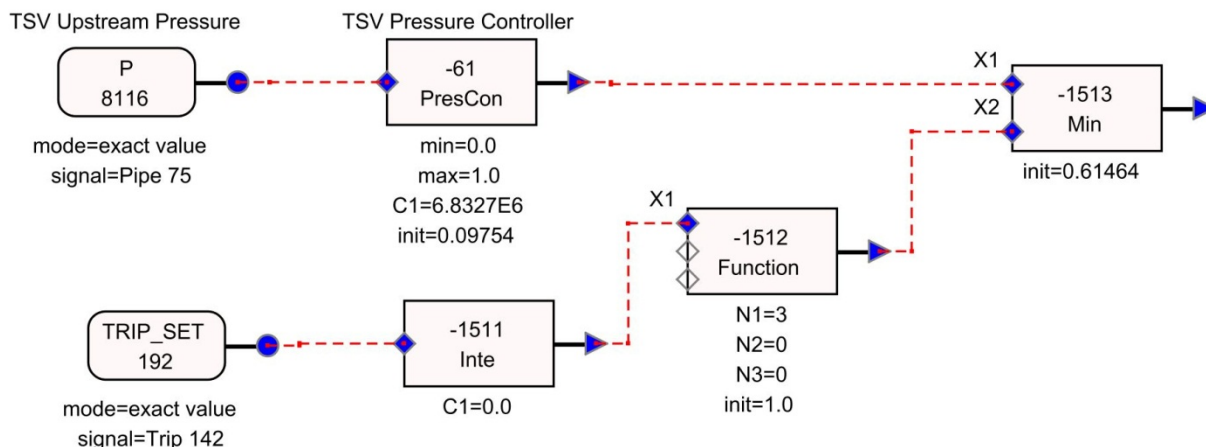 TSV Upstream Pressure
P
8116
mode=exact value
signal=Pipe 75
TSV Pressure Controller
-61
PresCon
min=0.0
max=1.0
C1=6.8327E6
init=0.09754
X1
X2
-1513
Min
init=0.61464
X1
-1512
Function
N1=3
N2=0
N3=0
init=1.0
TRIP_SET
192
mode=exact value
signal=Trip 142
-1511
Inte
C1=0.0